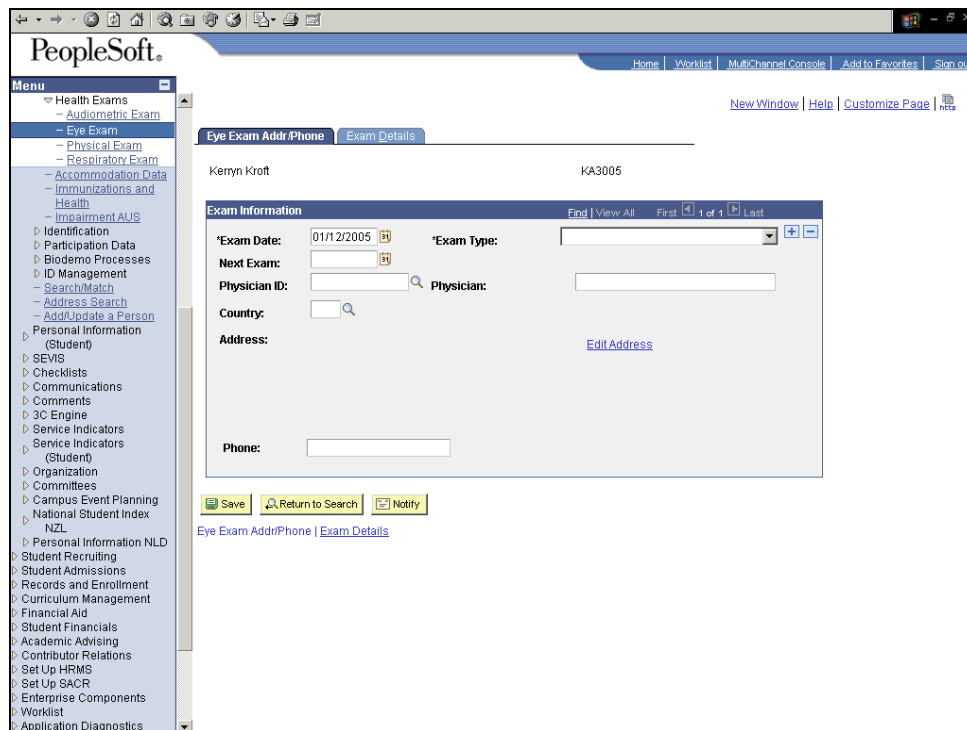 PeopleSoft®
Home | Worklist | MultiChannel Console | Add to Favorites | Sign ou
Menu
Health Exams
– Audiometric Exam
– Eye Exam
– Physical Exam
– Respiratory Exam
– Accommodation Data
– Immunizations and
Health
– Impairment AUS
Identification
Participation Data
Biodemo Processes
ID Management
– Search/Match
– Address Search
– Add/Update a Person
Personal Information
(Student)
SEVIS
Checklists
Communications
Comments
3C Engine
Service Indicators
Service Indicators
(Student)
Organization
Committees
Campus Event Planning
National Student Index
NZL
Personal Information NLD
Student Recruiting
Student Admissions
Records and Enrollment
Curriculum Management
Financial Aid
Student Financials
Academic Advising
Contributor Relations
Set Up HRMS
Set Up SACR
Enterprise Components
Worklist
Application Diagnostics
New Window | Help | Customize Page | http
Eye Exam Addr/Phone Exam Details
Kerryn Kroft KA3005
Exam Information Find | View All First 1 of 1 Last
*Exam Date: 01/12/2005 31 *Exam Type:
Next Exam: 31
Physician ID: Physician:
Country:
Address: Edit Address
Phone:
Save Return to Search Notify
Eye Exam Addr/Phone | Exam Details